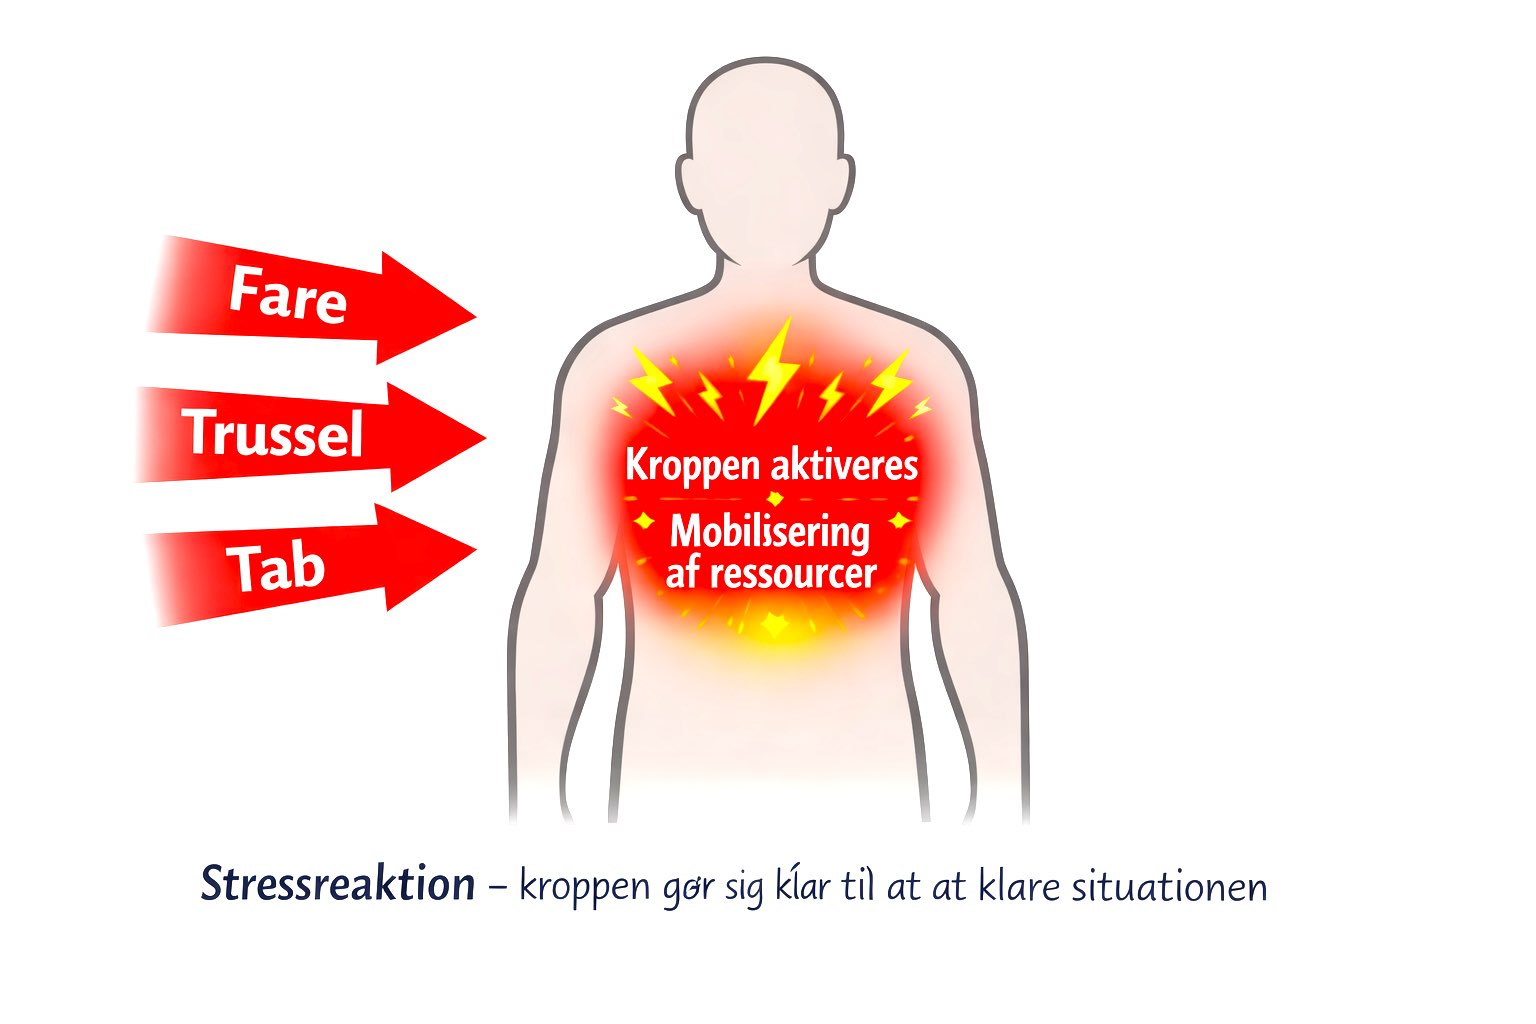 Fare
Trussel
Tab
Kroppen aktiveres
Mobilisering
af ressourcer
Stressreaktion – kroppen gør sig klar til at at klare situationen